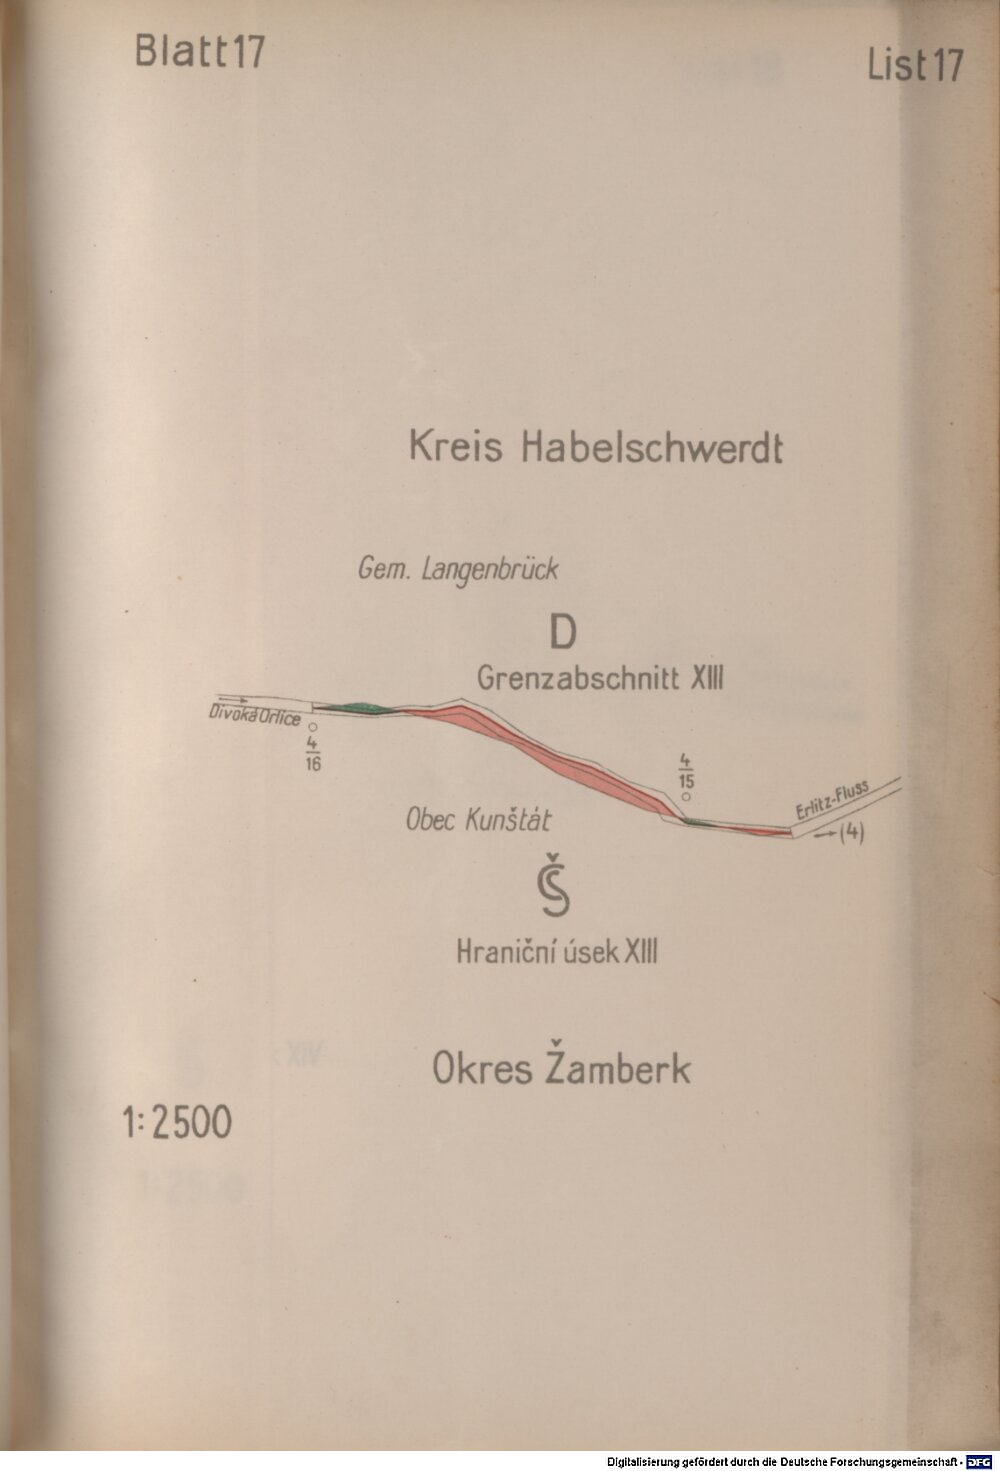 Blatt 17
List 17
Kreis Habelschwerdt
Gem. Langenbrück
D
Grenzabschnitt XIII
Divoká Orlice
4
16
4
15
Erlitz-Fluss
→(4)
Obec Kunštát
ČS
Hraniční úsek XIII
Okres Žamberk
1:2500
Digitalisierung gefördert durch die Deutsche Forschungsgemeinschaft - DFG